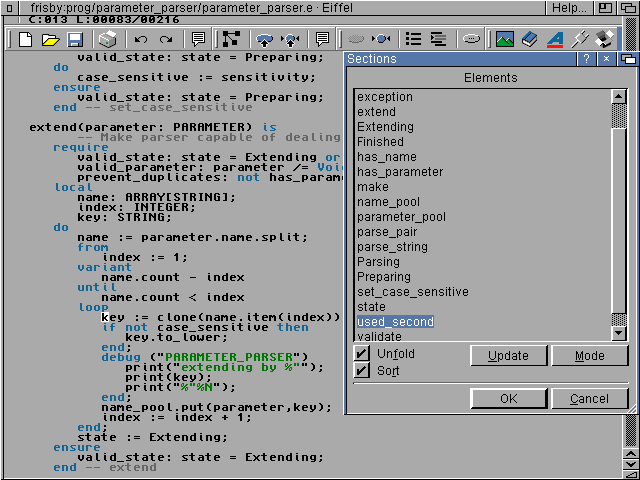 frisby:prog/parameter_parser/parameter_parser.e · Eiffel
Help...
C:013 L:00083/00216
valid_state: state = Preparing;
do
case_sensitive := sensitivity;
ensure
valid_state: state = Preparing;
end -- set_case_sensitive
extend(parameter: PARAMETER) is
-- Make parser capable of dealing
require
valid_state: state = Extending or
valid_parameter: parameter /= Voi
prevent_duplicates: not has_param
local
name: ARRAY[STRING];
index: INTEGER;
key: STRING;
do
name := parameter.name.split;
from
index := 1;
variant
name.count - index
until
name.count < index
loop
key := clone(name.item(index))
if not case_sensitive then
key.to_lower;
end;
debug ("PARAMETER_PARSER")
print("extending by %"");
print(key);
print("%"%N");
end;
name_pool.put(parameter,key);
index := index + 1;
end;
state := Extending;
ensure
valid_state: state = Extending;
end -- extend
Sections
?
×
Elements
exception
extend
Extending
Finished
has_name
has_parameter
make
name_pool
parameter_pool
parse_pair
parse_string
Parsing
Preparing
set_case_sensitive
state
used_second
validate
Unfold
Update
Mode
Sort
OK
Cancel